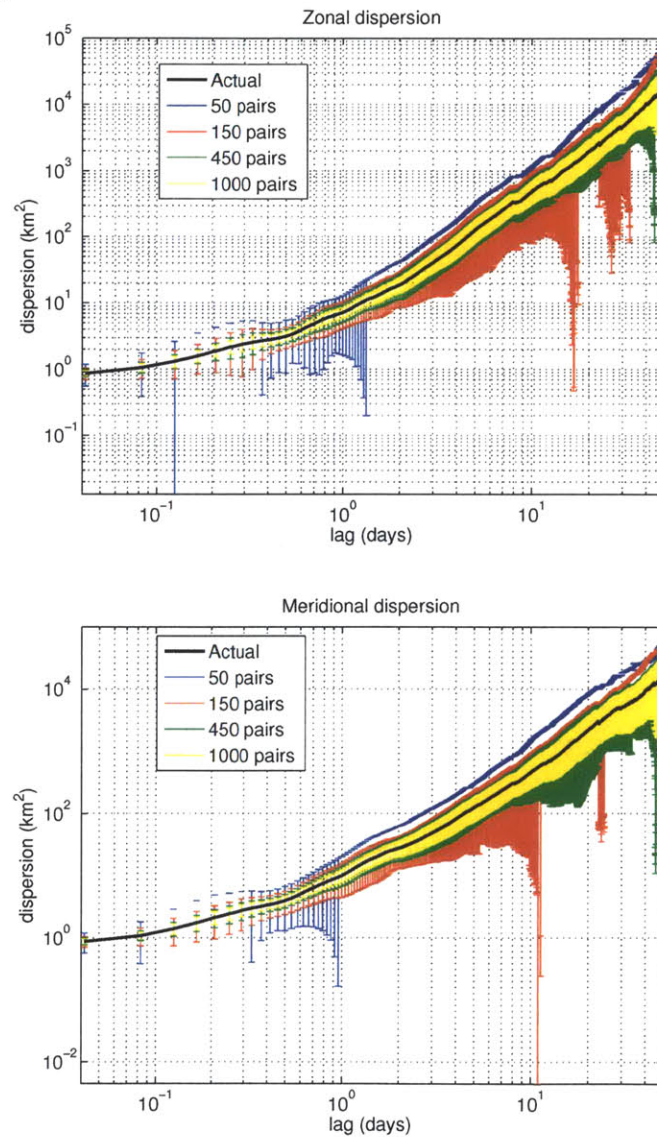 Zonal dispersion
10^5
10^4
10^3
10^2
10^1
10^0
10^-1
dispersion (km^2)
Actual
50 pairs
150 pairs
450 pairs
1000 pairs
10^-1
10^0
10^1
lag (days)
Meridional dispersion
10^4
10^2
10^0
10^-2
dispersion (km^2)
Actual
50 pairs
150 pairs
450 pairs
1000 pairs
10^-1
10^0
10^1
lag (days)